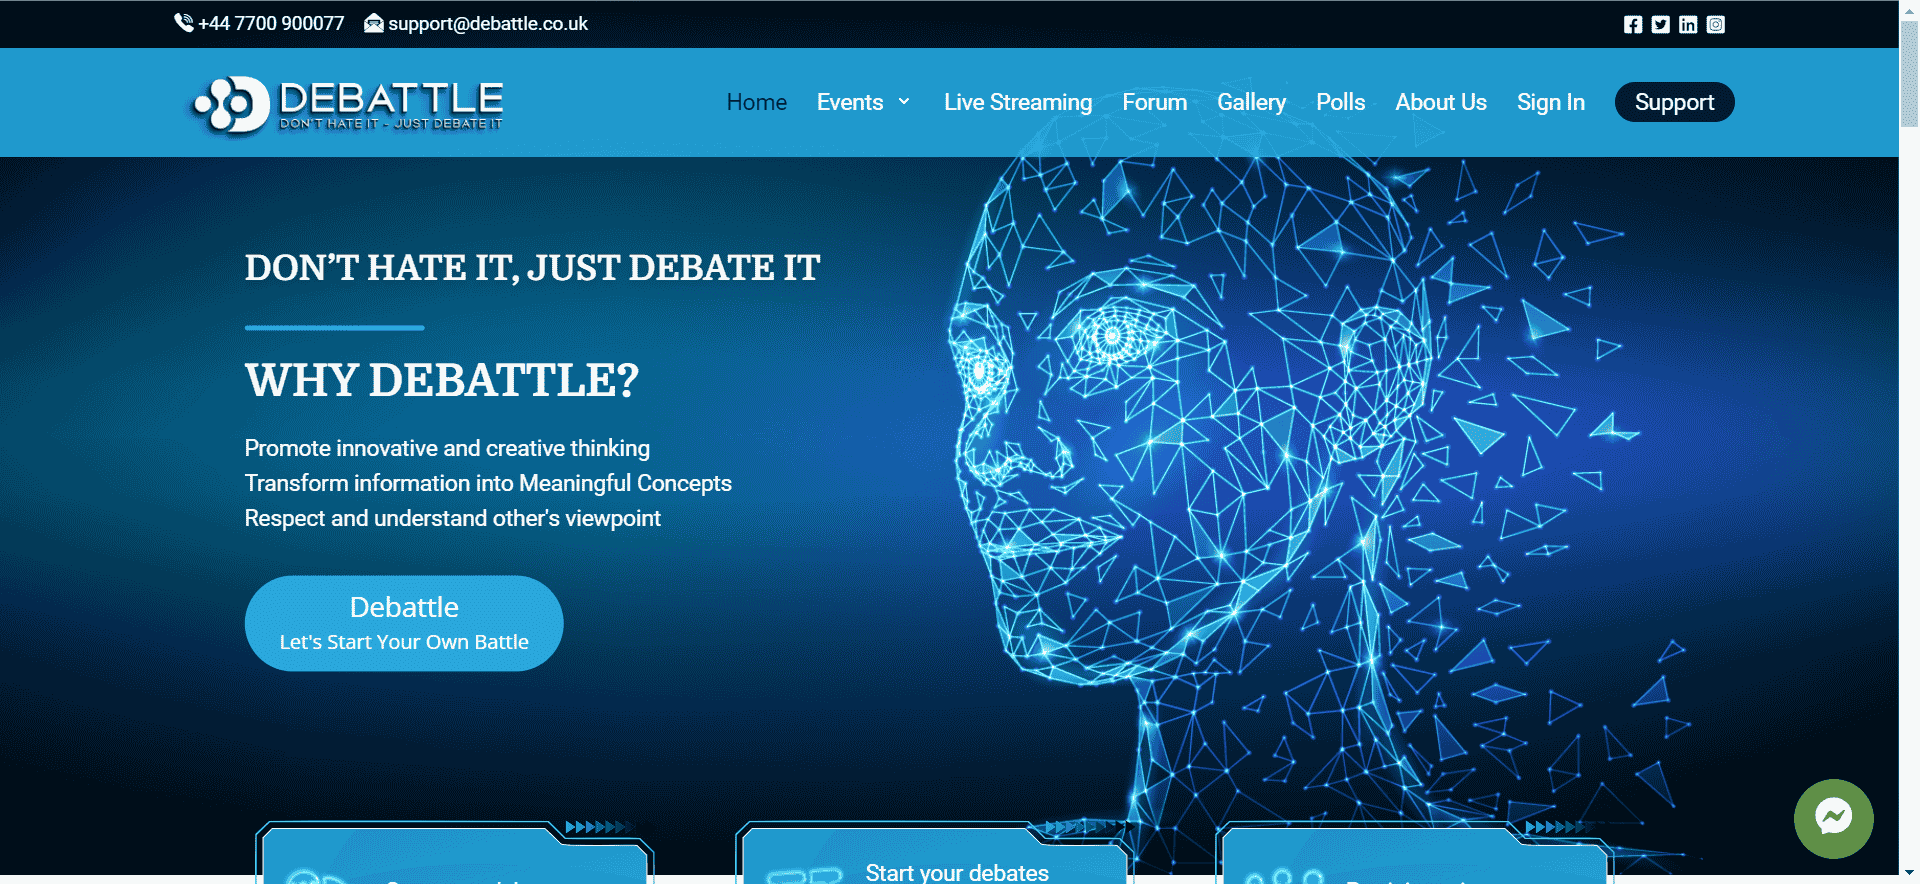 +44 7700 900077 support@debattle.co.uk
DEBATTLE
DON'T HATE IT - JUST DEBATE IT
Home Events Live Streaming Forum Gallery Polls About Us Sign In Support
DON'T HATE IT, JUST DEBATE IT
WHY DEBATTLE?
Promote innovative and creative thinking
Transform information into Meaningful Concepts
Respect and understand other's viewpoint
Debattle
Let's Start Your Own Battle
Start your debates